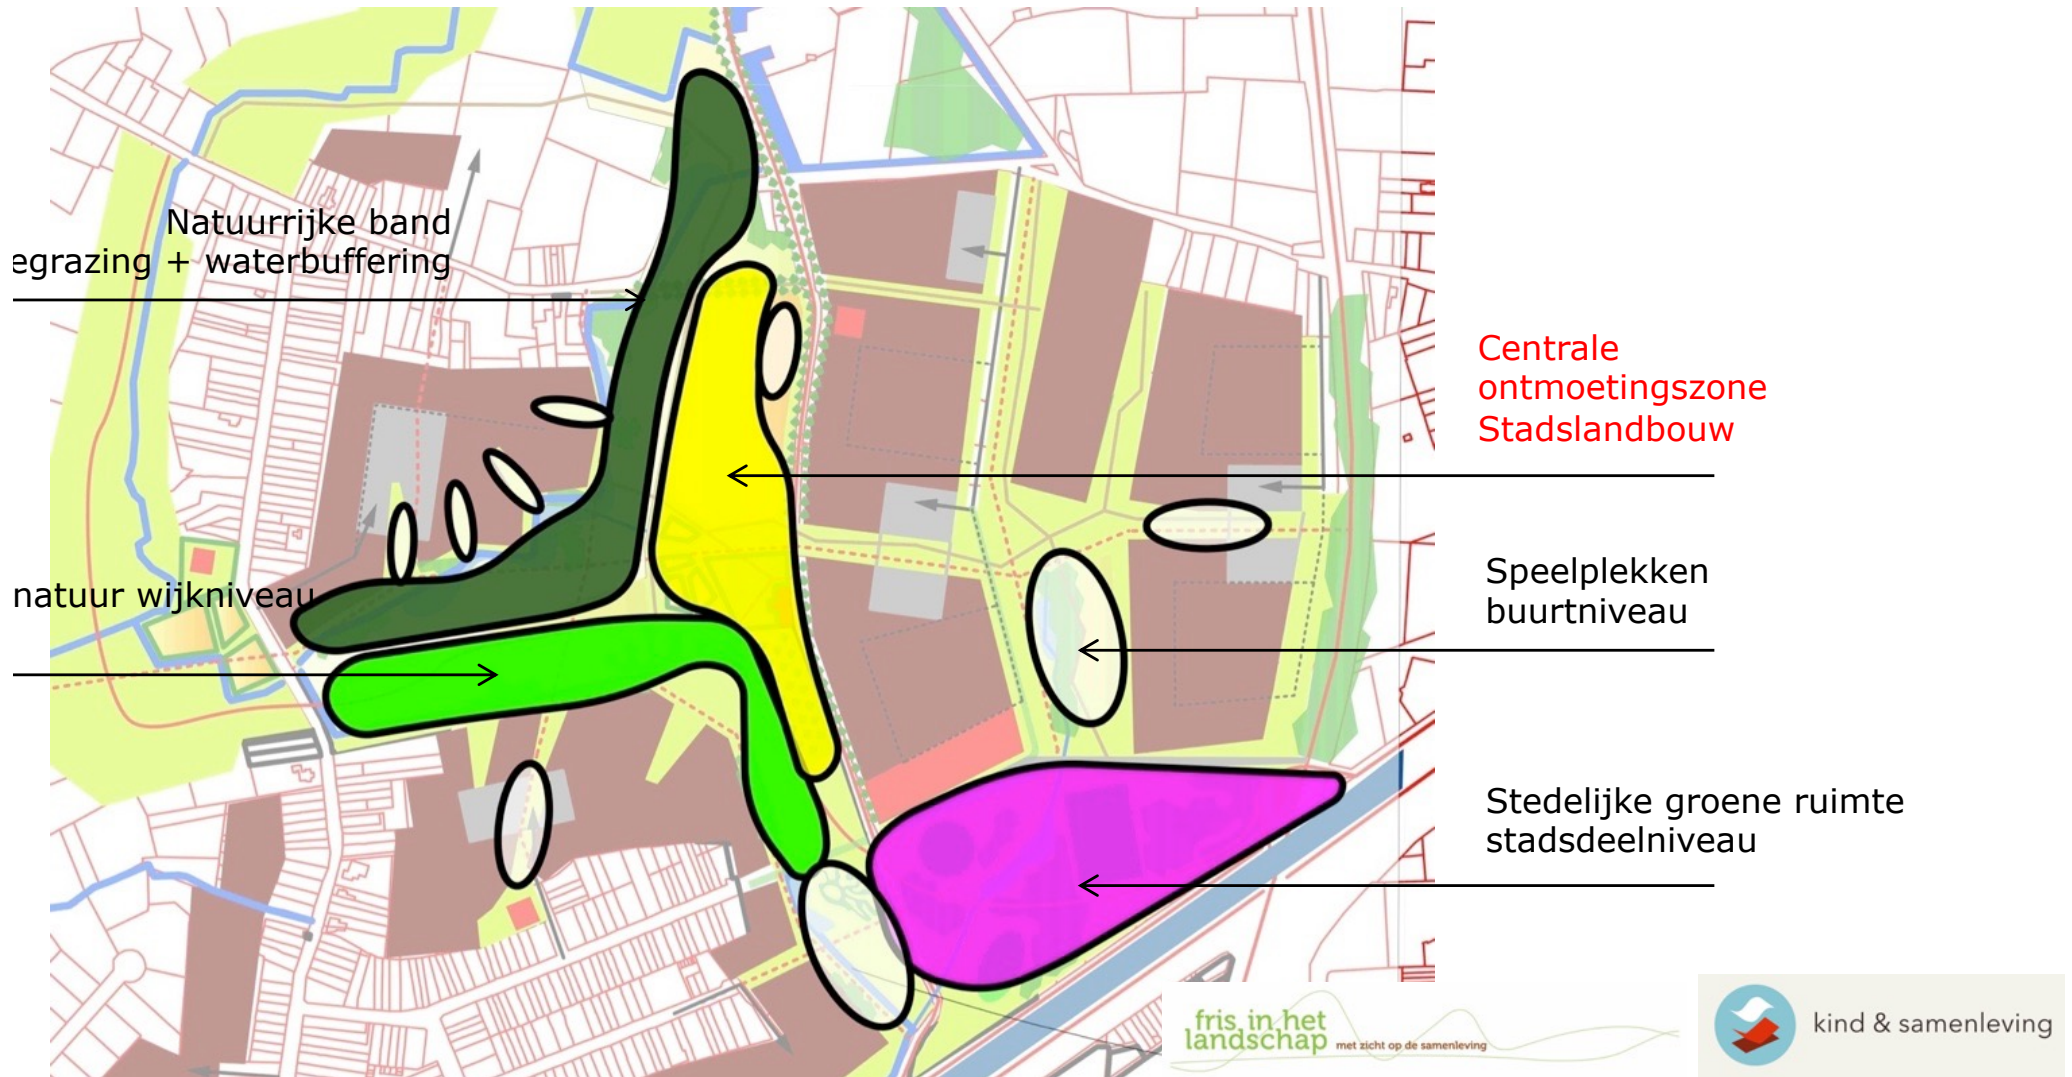 Natuurrijke band
egrazing + waterbuffering
natuur wijkniveau
Centrale
ontmoetingszone
Stadslandbouw
Speelplekken
buurtniveau
Stedelijke groene ruimte
stadsdeelniveau
fris in het
landschap met zicht op de samenleving
kind & samenleving